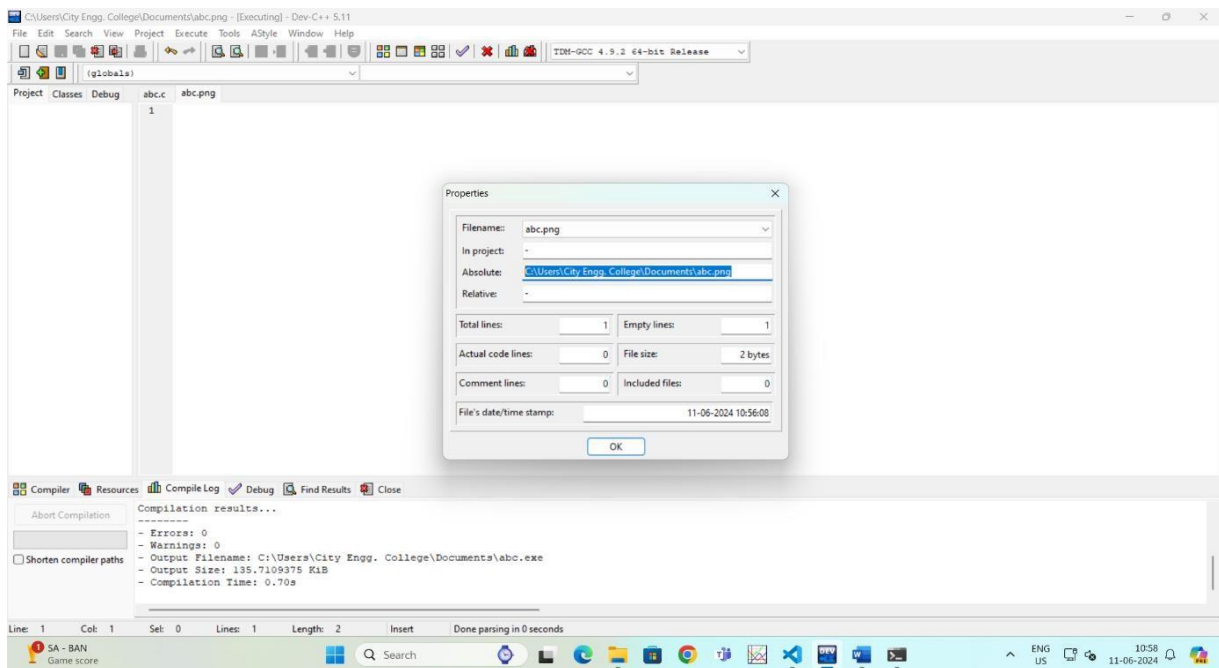 C:\Users\City Engg. College\Documents\abc.png - [Executing] - Dev-C++ 5.11
File Edit Search View Project Execute Tools AStyle Window Help
TDM-GCC 4.9.2 64-bit Release
(globals)
Project Classes Debug abc.c abc.png
1
Properties
Filename:: abc.png
In project: -
Absolute: C:\Users\City Engg. College\Documents\abc.png
Relative: -
Total lines: 1 Empty lines: 1
Actual code lines: 0 File size: 2 bytes
Comment lines: 0 Included files: 0
File's date/time stamp: 11-06-2024 10:56:08
OK
Compiler Resources Compile Log Debug Find Results Close
Abort Compilation
Shorten compiler paths
Compilation results...
--------
- Errors: 0
- Warnings: 0
- Output Filename: C:\Users\City Engg. College\Documents\abc.exe
- Output Size: 135.7109375 KiB
- Compilation Time: 0.70s
Line: 1 Col: 1 Sel: 0 Lines: 1 Length: 2 Insert Done parsing in 0 seconds
1 SA - BAN
Game score
Search
ENG
US
10:58
11-06-2024